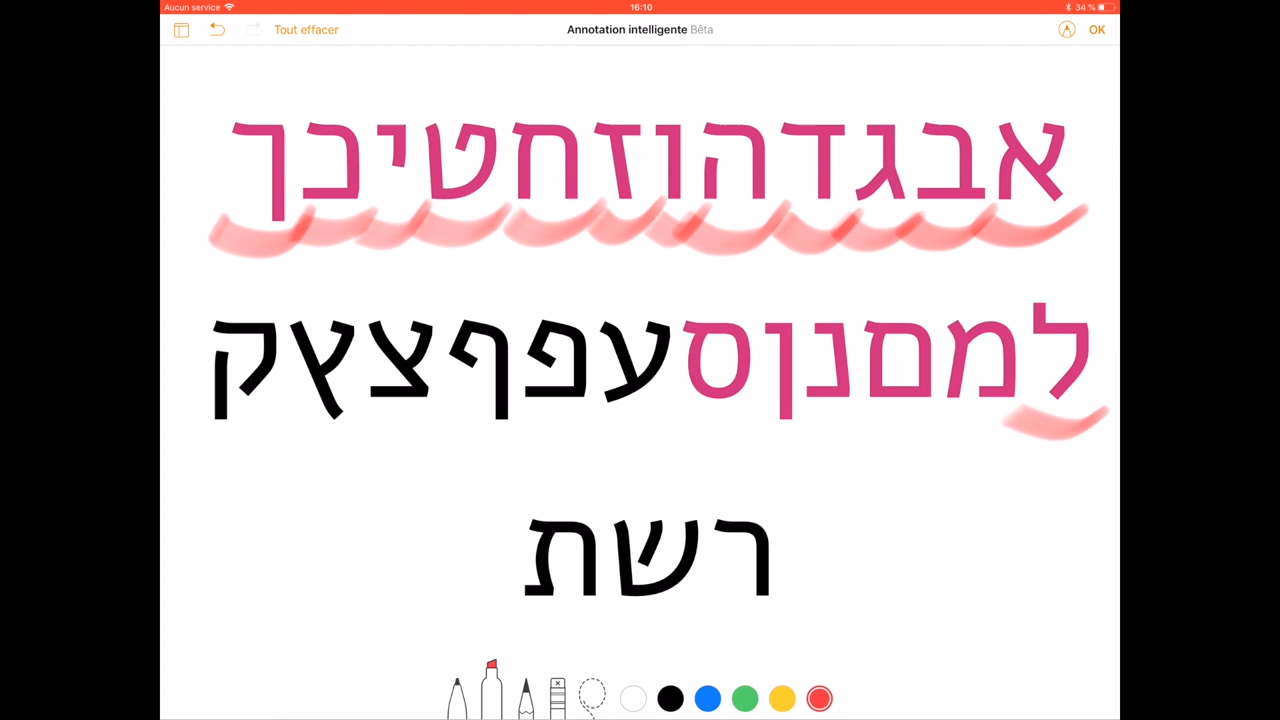 Aucun service 16:10 34 %
Tout effacer Annotation intelligente Bêta OK
אבגדהוזחטיכך
למםנןסעפףצץק
רשת